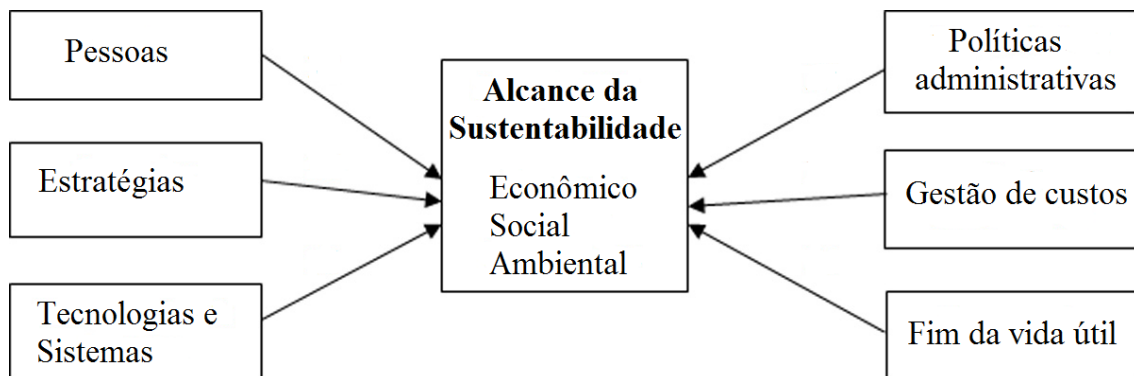 Pessoas
Estratégias
Tecnologias e
Sistemas
Alcance da
Sustentabilidade
Econômico
Social
Ambiental
Políticas
administrativas
Gestão de custos
Fim da vida útil